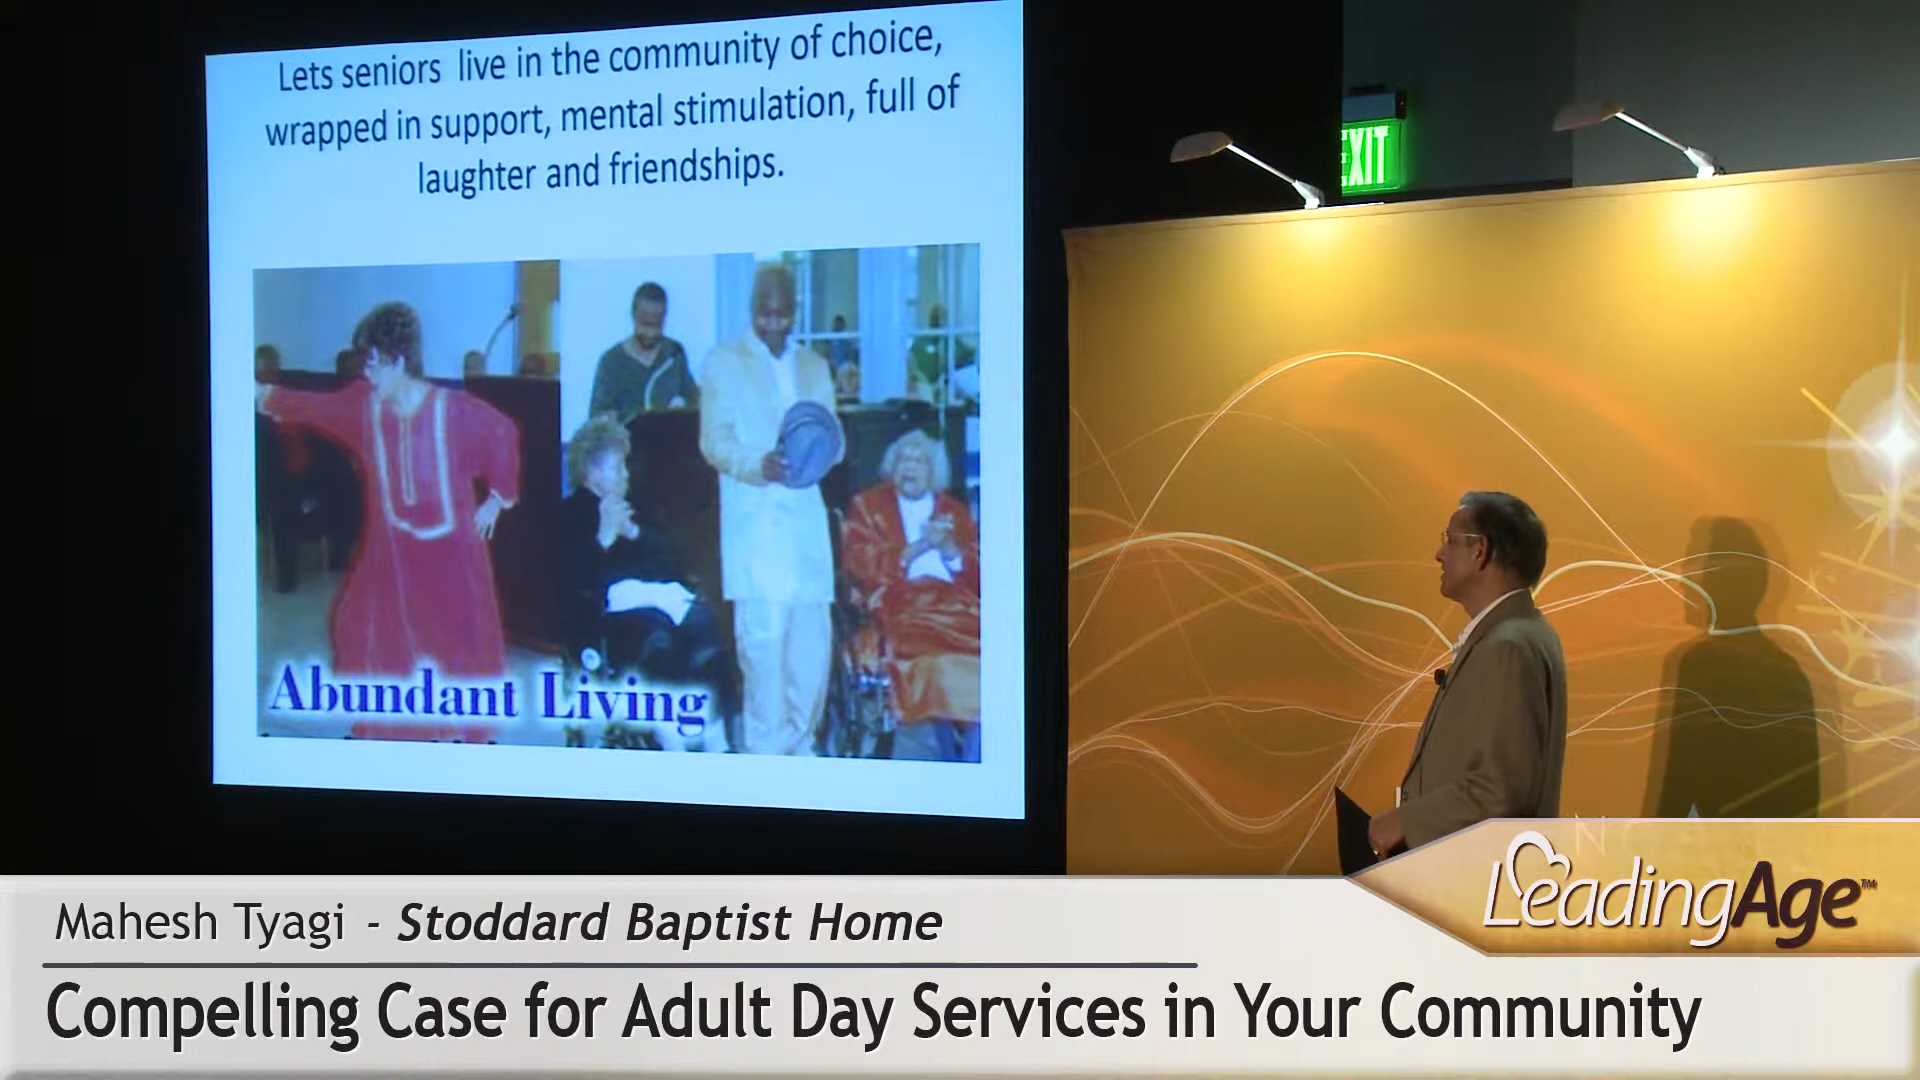 Lets seniors live in the community of choice,
wrapped in support, mental stimulation, full of
laughter and friendships.
EXIT
Abundant Living
LeadingAge™
Mahesh Tyagi - Stoddard Baptist Home
Compelling Case for Adult Day Services in Your Community